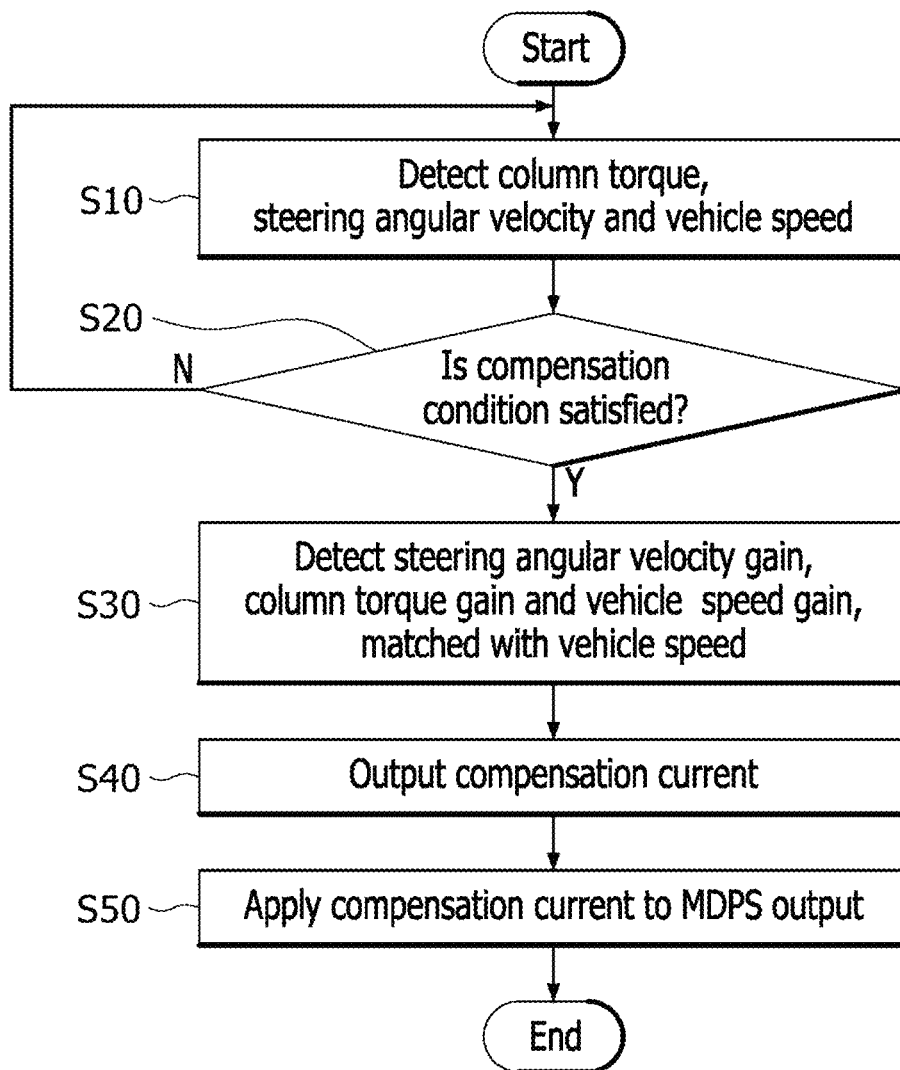 Start
S10
Detect column torque,
steering angular velocity and vehicle speed
S20
N
Is compensation
condition satisfied?
Y
S30
Detect steering angular velocity gain,
column torque gain and vehicle speed gain,
matched with vehicle speed
S40
Output compensation current
S50
Apply compensation current to MDPS output
End